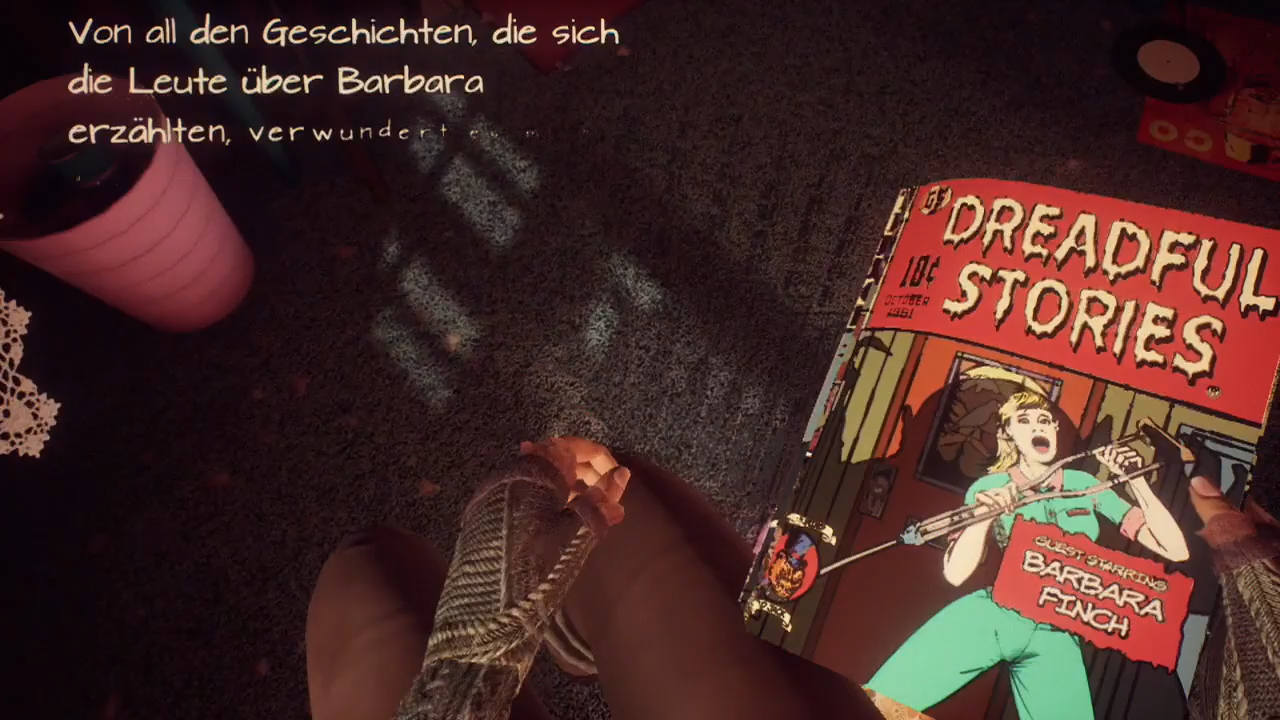 Von all den Geschichten, die sich
die Leute über Barbara
erzählten, verwundert
DREADFUL
STORIES
10¢
OCTOBER
GUEST STARRING
BARBARA
FINCH